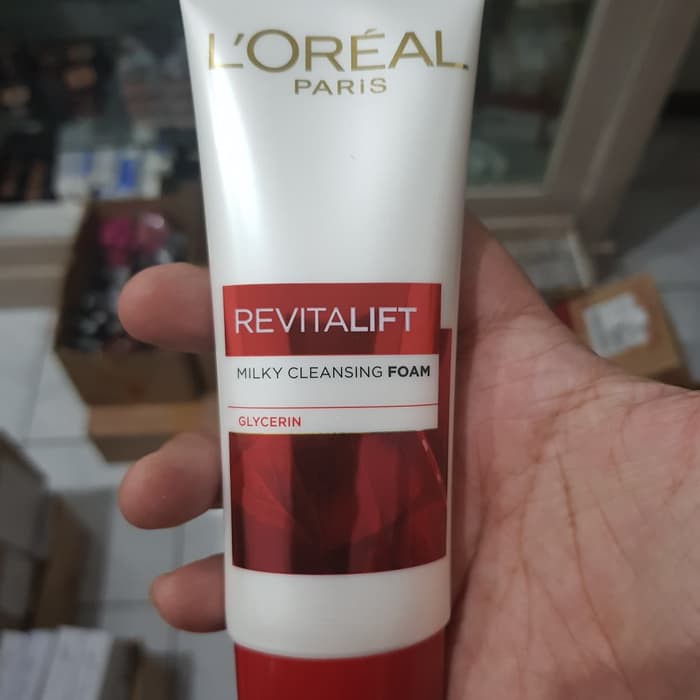 L'ORÉAL
PARiS
REVITALIFT
MILKY CLEANSING FOAM
GLYCERIN